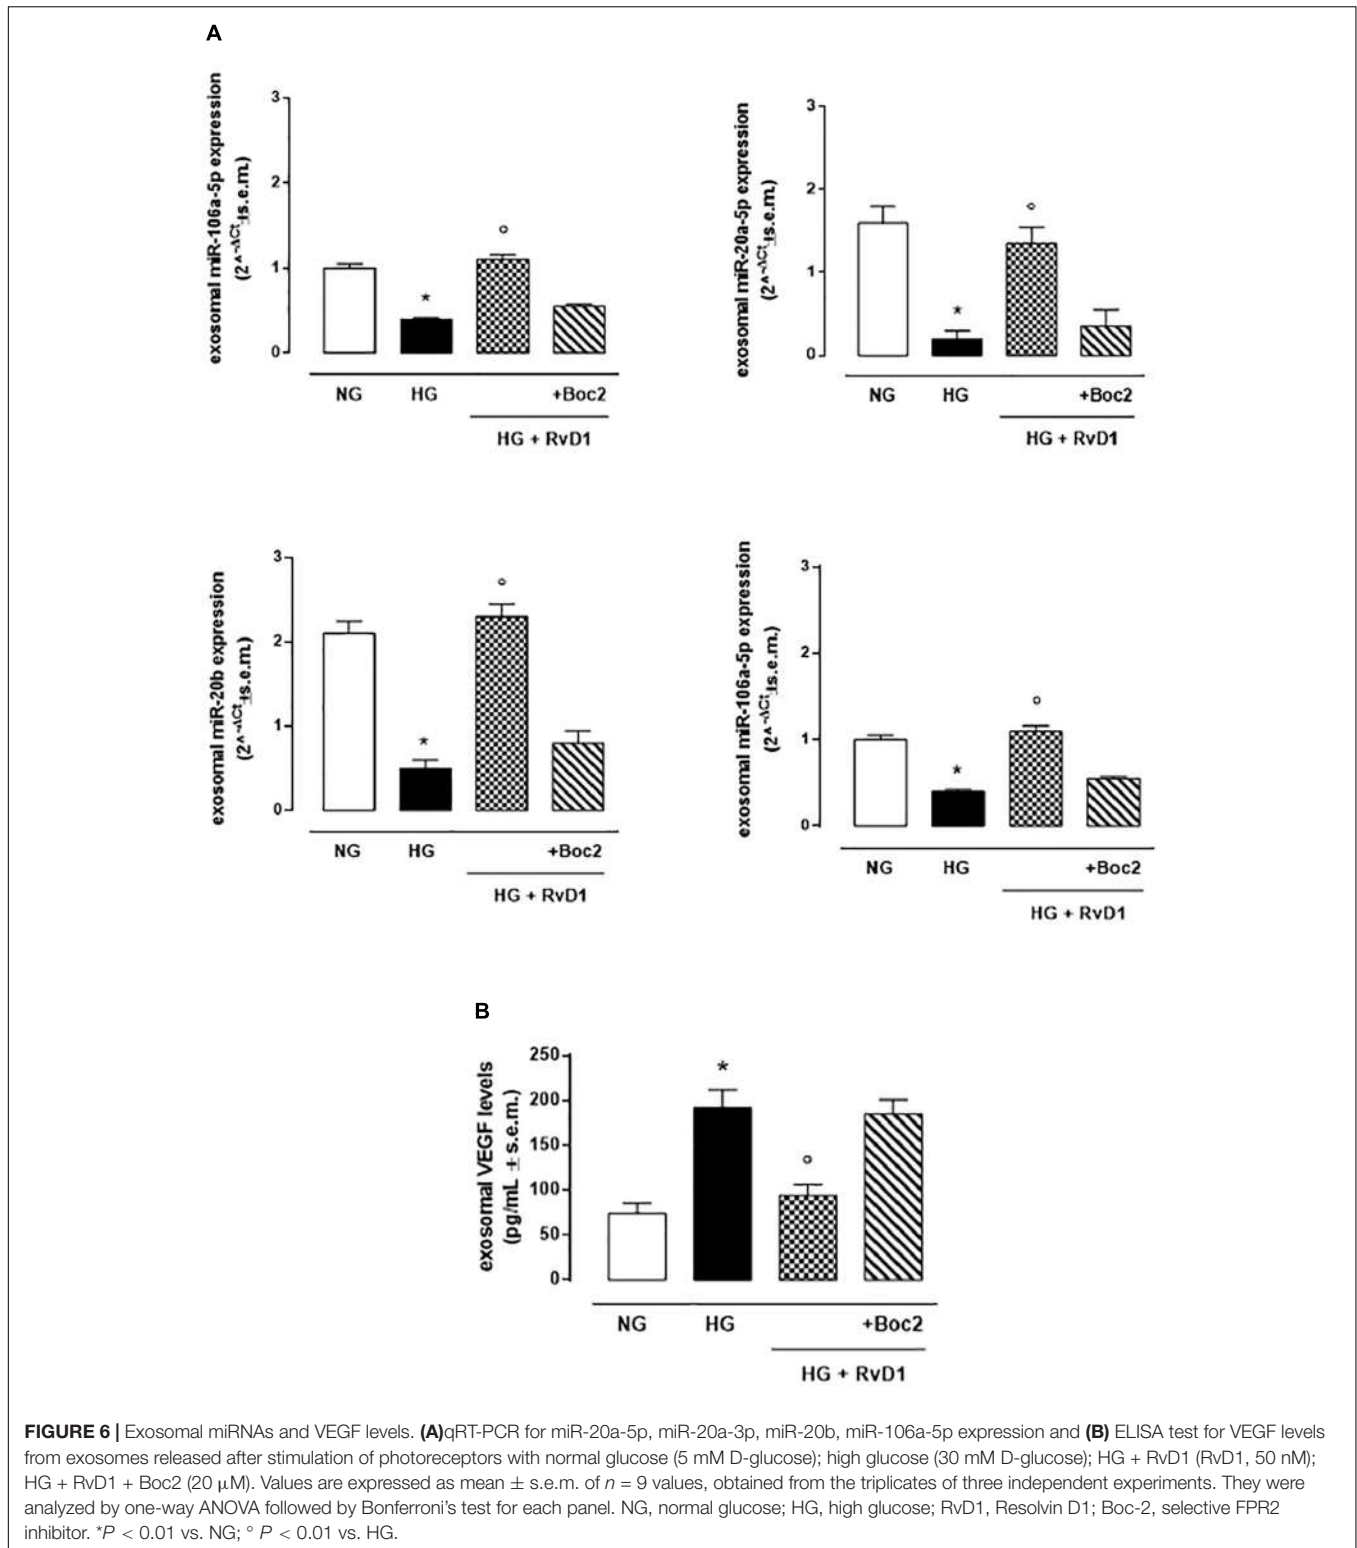 A
exosomal miR-106a-5p expression
(2^-ΔCt ±s.e.m.)
3
2
1
0
*
°
NG HG +Boc2
HG + RvD1
exosomal miR-20a-5p expression
(2^-ΔCt ±s.e.m.)
3
2
1
0
*
°
NG HG +Boc2
HG + RvD1
exosomal miR-20b expression
(2^-ΔCt ±s.e.m.)
3
2
1
0
*
°
NG HG +Boc2
HG + RvD1
exosomal miR-106a-5p expression
(2^-ΔCt ±s.e.m.)
3
2
1
0
*
°
NG HG +Boc2
HG + RvD1
B
exosomal VEGF levels
(pg/mL ± s.e.m.)
250
200
150
100
50
0
*
°
NG HG +Boc2
HG + RvD1
FIGURE 6 | Exosomal miRNAs and VEGF levels. (A)qRT-PCR for miR-20a-5p, miR-20a-3p, miR-20b, miR-106a-5p expression and (B) ELISA test for VEGF levels
from exosomes released after stimulation of photoreceptors with normal glucose (5 mM D-glucose); high glucose (30 mM D-glucose); HG + RvD1 (RvD1, 50 nM);
HG + RvD1 + Boc2 (20 μM). Values are expressed as mean ± s.e.m. of n = 9 values, obtained from the triplicates of three independent experiments. They were
analyzed by one-way ANOVA followed by Bonferroni's test for each panel. NG, normal glucose; HG, high glucose; RvD1, Resolvin D1; Boc-2, selective FPR2
inhibitor. *P < 0.01 vs. NG; ° P < 0.01 vs. HG.